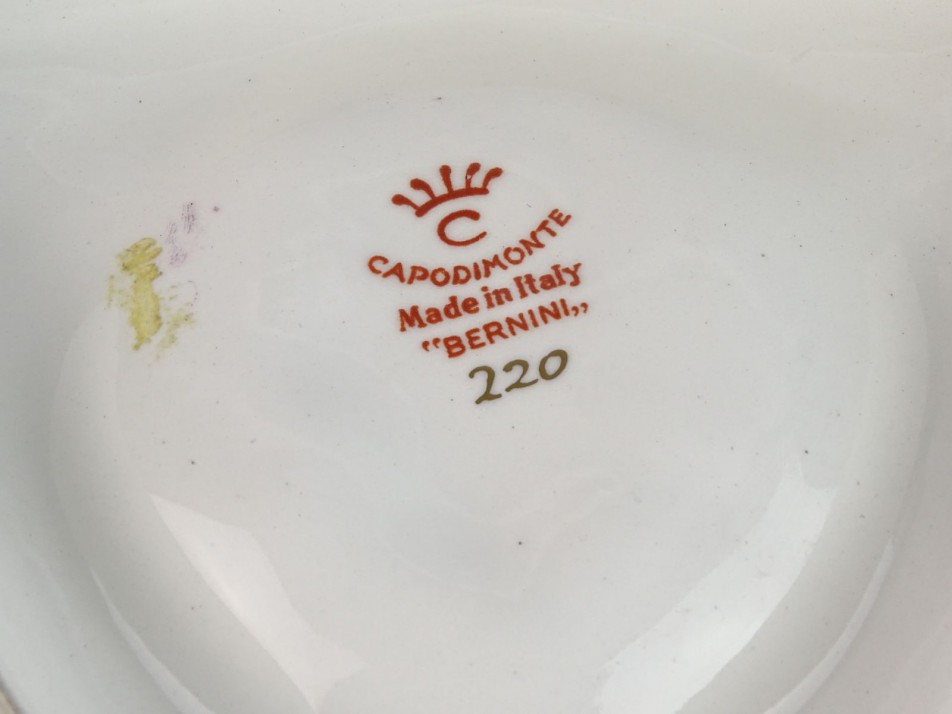 C
CAPODIMONTE
Made in Italy
“BERNINI„
220